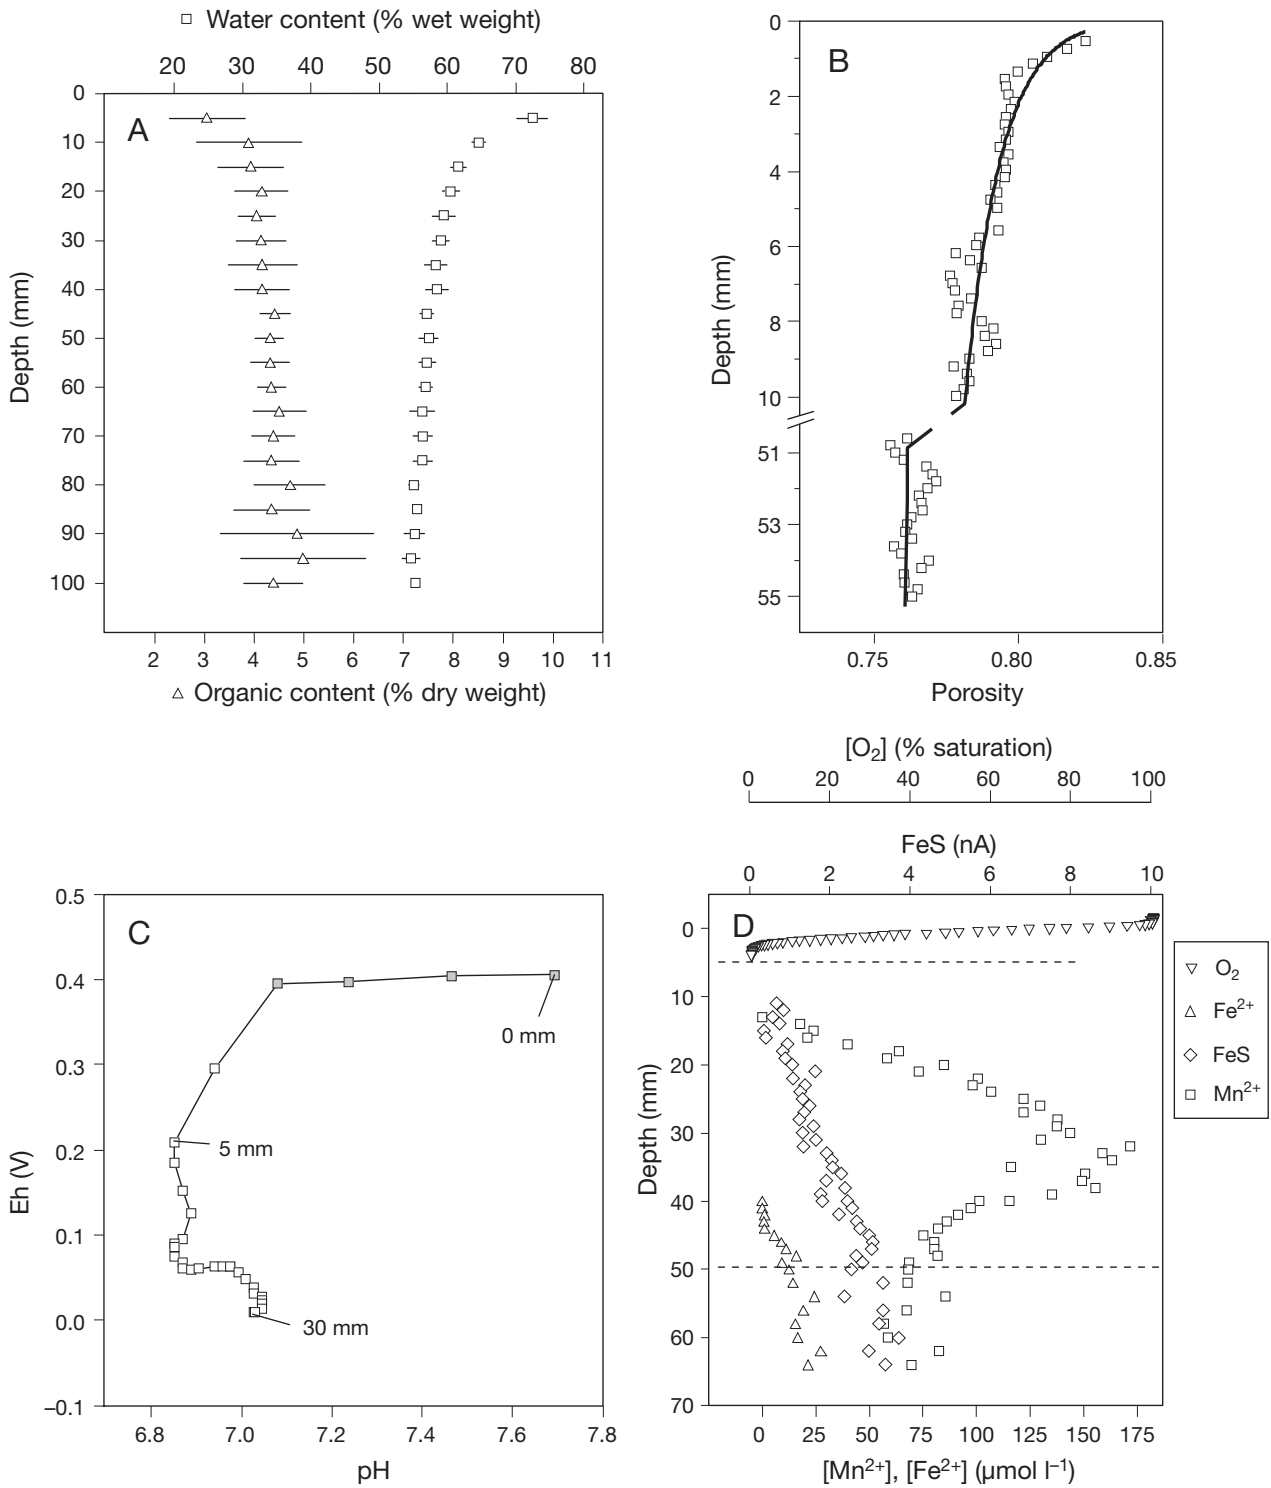 Water content (% wet weight)
20 30 40 50 60 70 80
A
0
10
20
30
40
50
60
70
80
90
100
Depth (mm)
2 3 4 5 6 7 8 9 10 11
Organic content (% dry weight)
B
0
2
4
6
8
10
51
53
55
Depth (mm)
0.75 0.80 0.85
Porosity
C
0.5
0.4
0.3
0.2
0.1
0.0
–0.1
Eh (V)
0 mm
5 mm
30 mm
6.8 7.0 7.2 7.4 7.6 7.8
pH
[O₂] (% saturation)
0 20 40 60 80 100
FeS (nA)
0 2 4 6 8 10
D
0
10
20
30
40
50
60
70
Depth (mm)
0 25 50 75 100 125 150 175
[Mn²⁺], [Fe²⁺] (µmol l⁻¹)
O₂
Fe²⁺
FeS
Mn²⁺